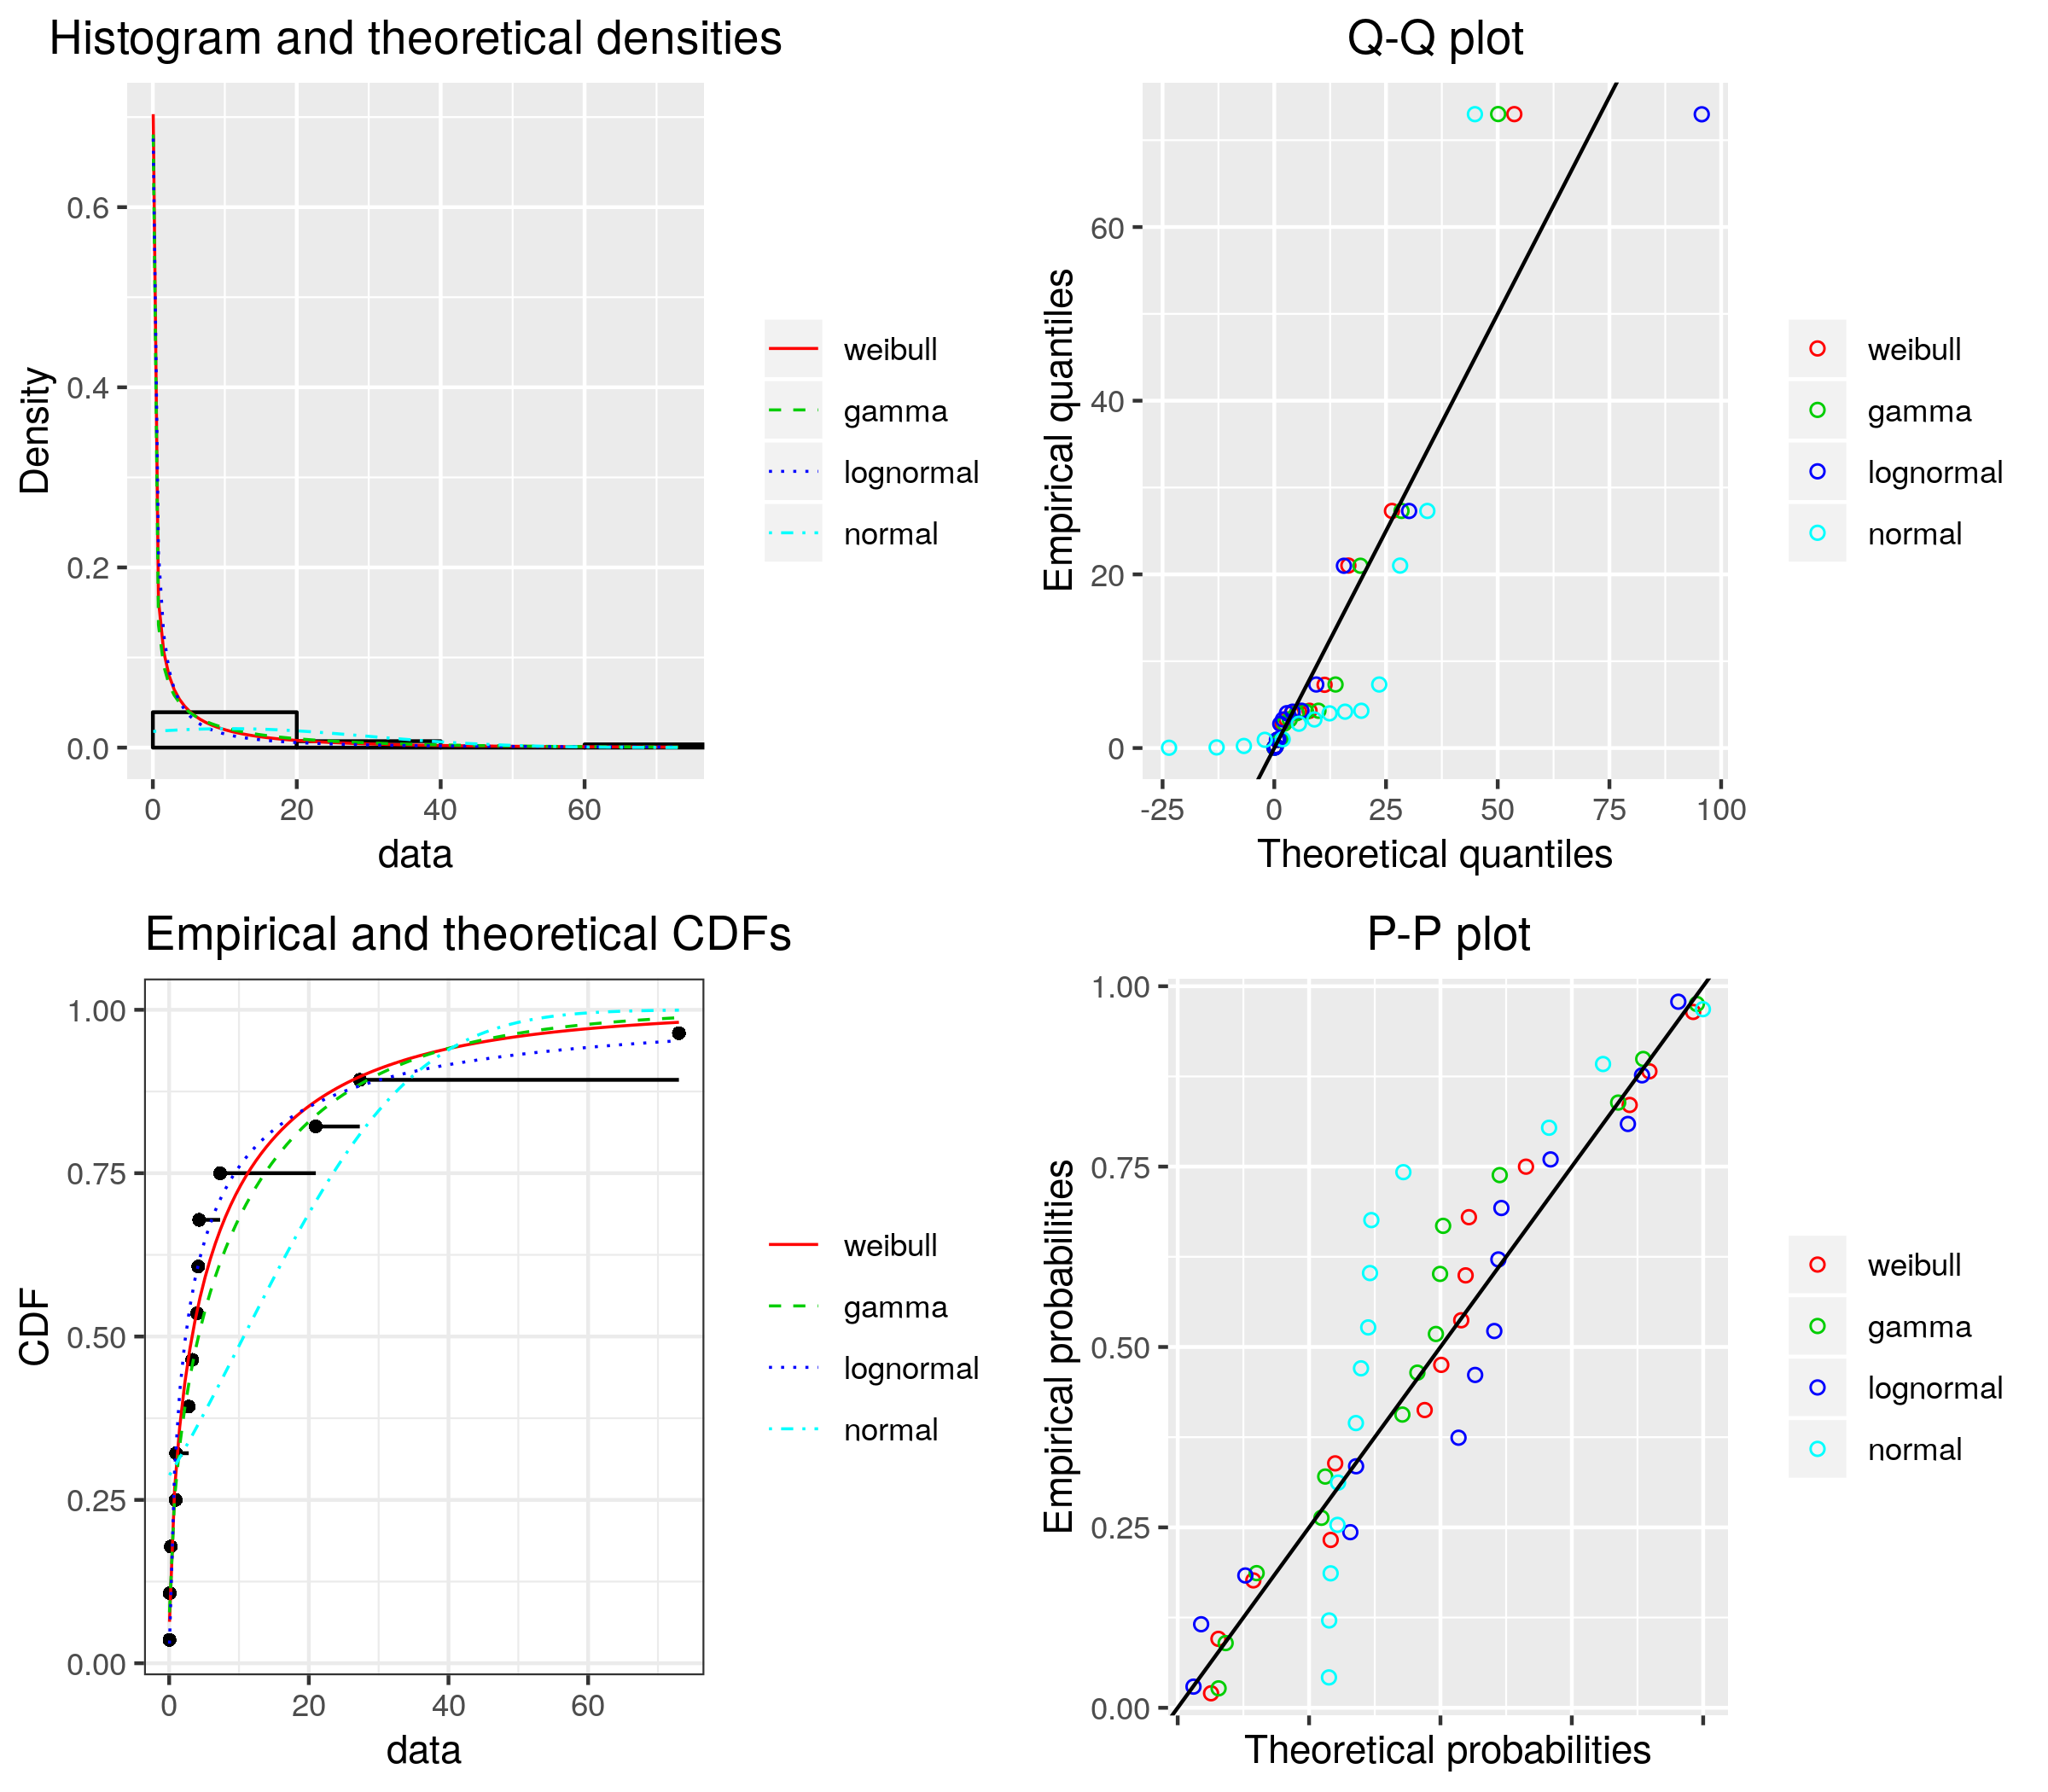 Histogram and theoretical densities
0.6
0.4
0.2
0.0
Density
0 20 40 60
data
weibull
gamma
lognormal
normal
Q-Q plot
60
40
20
0
Empirical quantiles
-25 0 25 50 75 100
Theoretical quantiles
weibull
gamma
lognormal
normal
Empirical and theoretical CDFs
1.00
0.75
0.50
0.25
0.00
CDF
0 20 40 60
data
weibull
gamma
lognormal
normal
P-P plot
1.00
0.75
0.50
0.25
0.00
Empirical probabilities
Theoretical probabilities
weibull
gamma
lognormal
normal